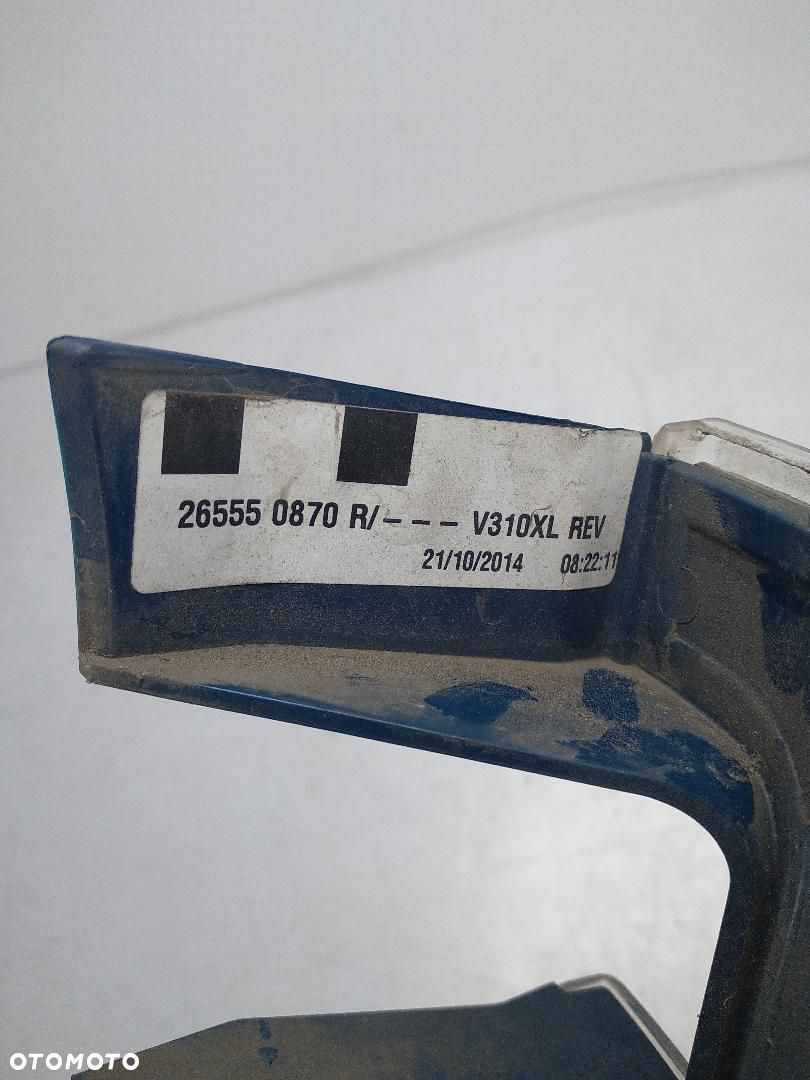 26555 0870 R/– – – V310XL REV
21/10/2014 08:22:11
OTOMOTO